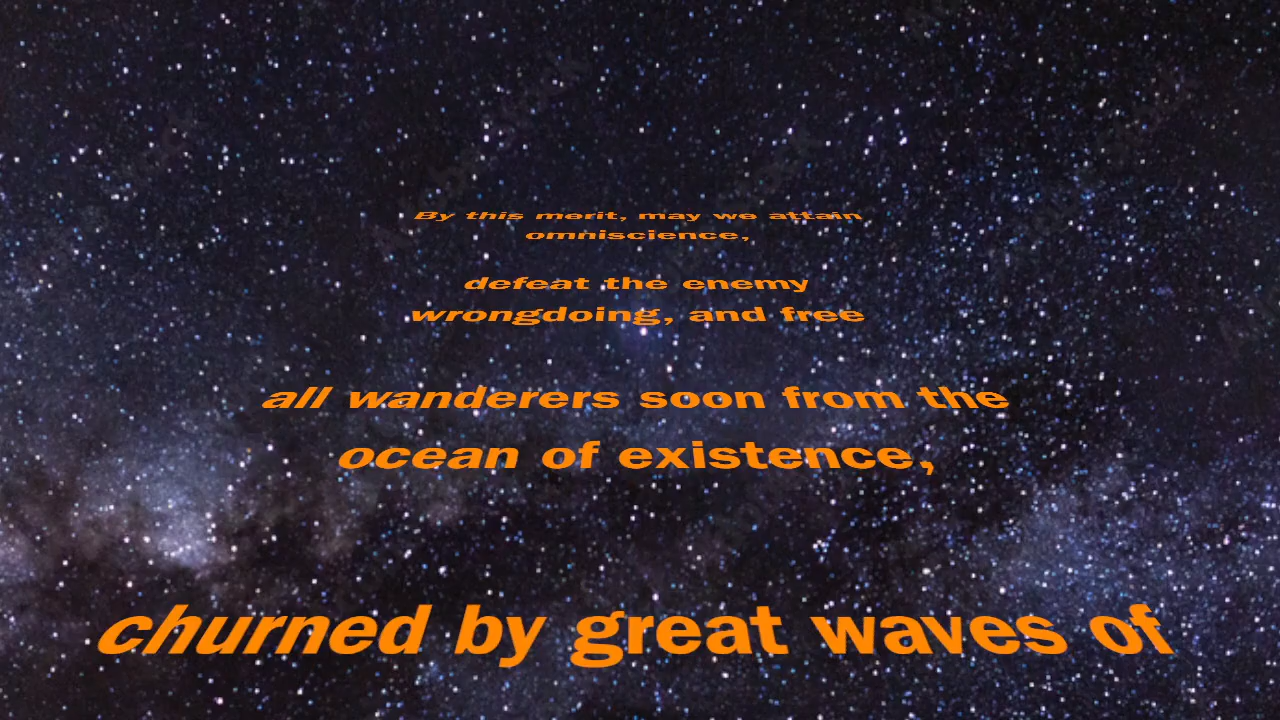 By this merit, may we attain
omniscience,
defeat the enemy
wrongdoing, and free
all wanderers soon from the
ocean of existence,
churned by great waves of